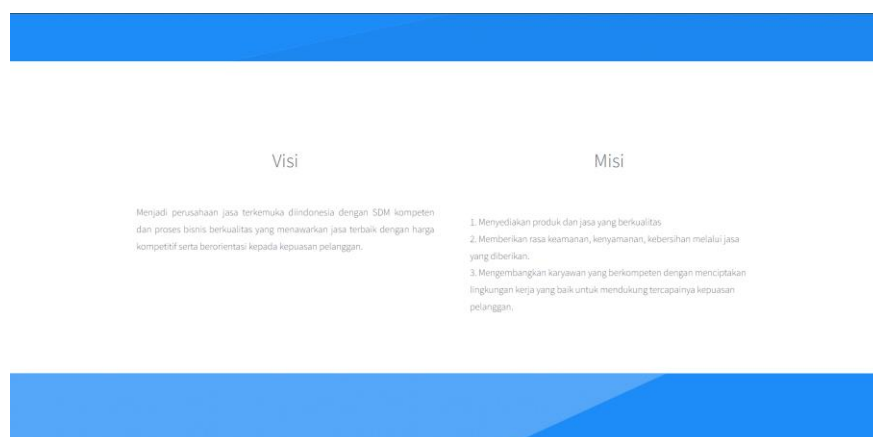 Visi
Menjadi perusahaan jasa terkemuka diindonesia dengan SDM kompeten
dan proses bisnis berkualitas yang menawarkan jasa terbaik dengan harga
kompetitif serta berorientasi kepada kepuasan pelanggan.
Misi
1. Menyediakan produk dan jasa yang berkualitas
2. Memberikan rasa keamanan, kenyamanan, kebersihan melalui jasa
yang diberikan.
3. Mengembangkan karyawan yang berkompeten dengan menciptakan
lingkungan kerja yang baik untuk mendukung tercapainya kepuasan
pelanggan.